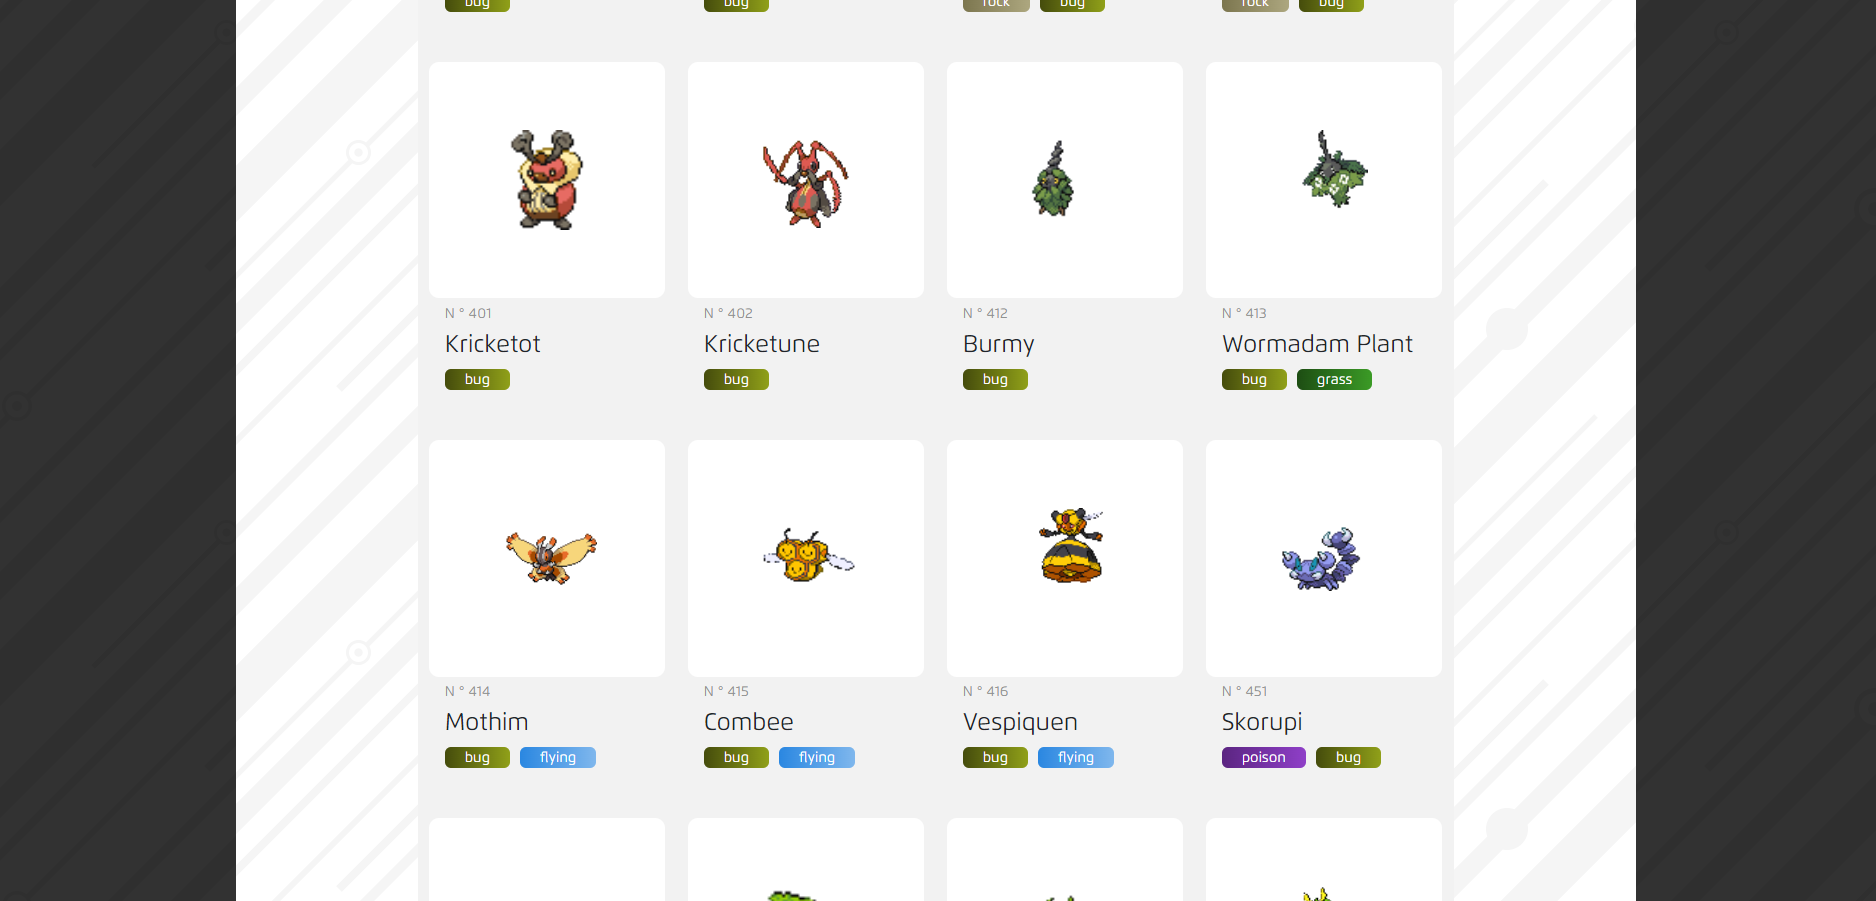 bug bug rock bug rock bug
N ° 401 N ° 402 N ° 412 N ° 413
Kricketot Kricketune Burmy Wormadam Plant
bug bug bug bug grass
N ° 414 N ° 415 N ° 416 N ° 451
Mothim Combee Vespiquen Skorupi
bug flying bug flying bug flying poison bug